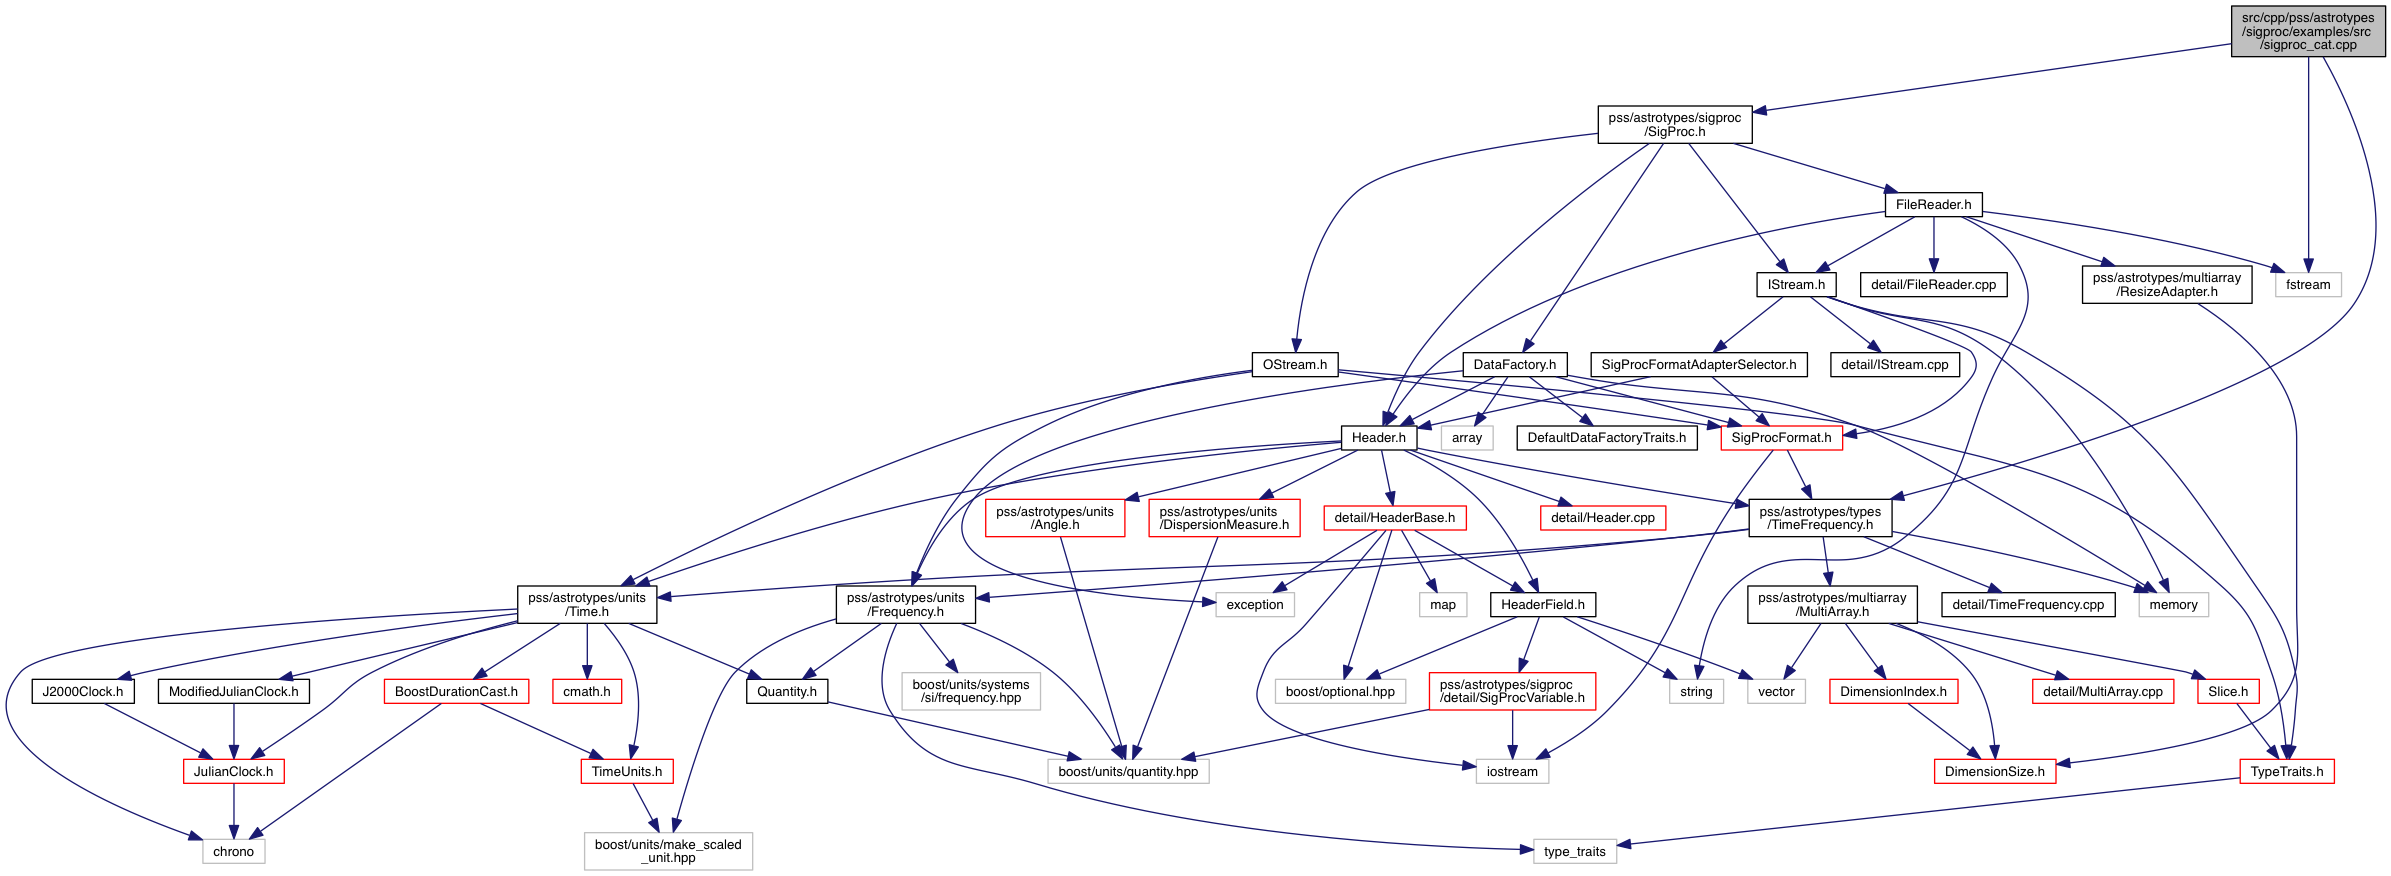 src/cpp/pss/astrotypes
/sigproc/examples/src
/sigproc_cat.cpp
pss/astrotypes/sigproc
/SigProc.h
FileReader.h
IStream.h
detail/FileReader.cpp
pss/astrotypes/multiarray
/ResizeAdapter.h
fstream
OStream.h
DataFactory.h
SigProcFormatAdapterSelector.h
detail/IStream.cpp
Header.h
array
DefaultDataFactoryTraits.h
SigProcFormat.h
pss/astrotypes/units
/Angle.h
pss/astrotypes/units
/DispersionMeasure.h
detail/HeaderBase.h
detail/Header.cpp
pss/astrotypes/types
/TimeFrequency.h
pss/astrotypes/units
/Time.h
pss/astrotypes/units
/Frequency.h
exception
map
HeaderField.h
pss/astrotypes/multiarray
/MultiArray.h
detail/TimeFrequency.cpp
memory
J2000Clock.h
ModifiedJulianClock.h
BoostDurationCast.h
cmath.h
Quantity.h
boost/units/systems
/si/frequency.hpp
boost/optional.hpp
pss/astrotypes/sigproc
/detail/SigProcVariable.h
string
vector
DimensionIndex.h
detail/MultiArray.cpp
Slice.h
JulianClock.h
TimeUnits.h
boost/units/quantity.hpp
iostream
DimensionSize.h
TypeTraits.h
chrono
boost/units/make_scaled
_unit.hpp
type_traits